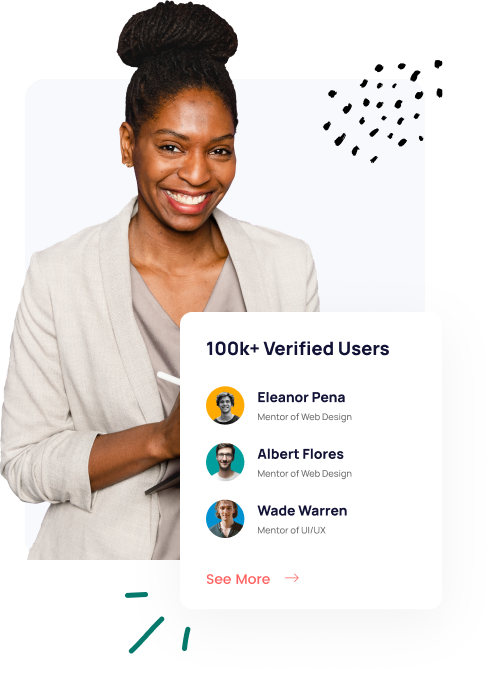 100k+ Verified Users
Eleanor Pena
Mentor of Web Design
Albert Flores
Mentor of Web Design
Wade Warren
Mentor of UI/UX
See More